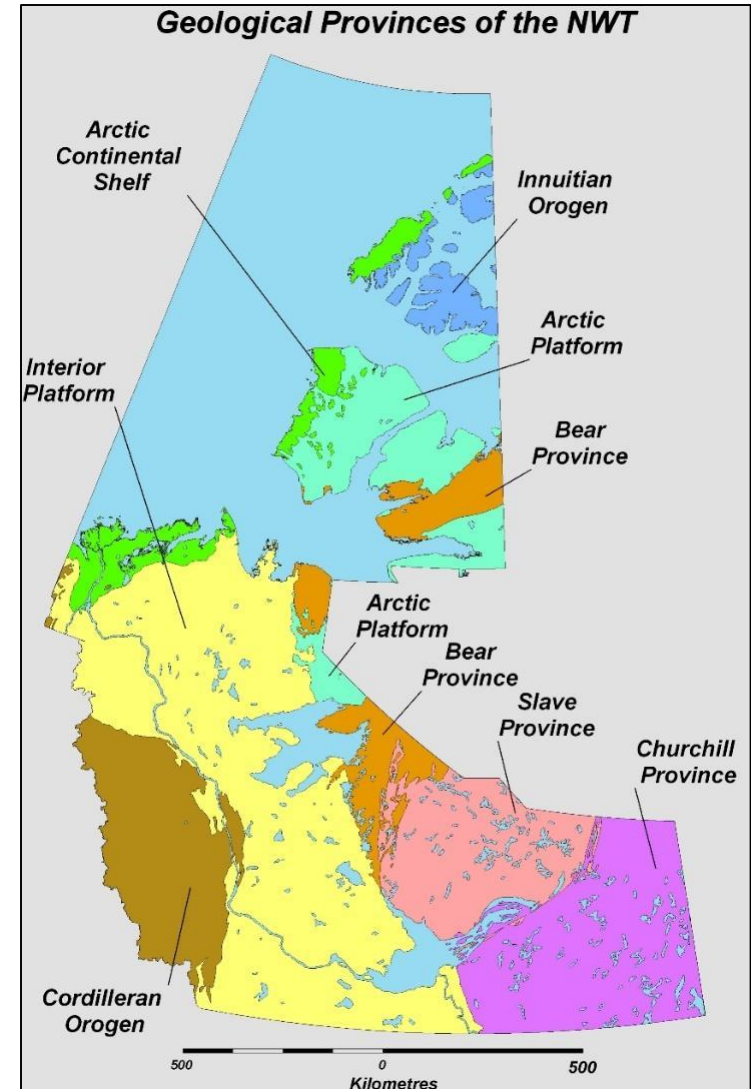 Geological Provinces of the NWT
Arctic
Continental
Shelf
Innuitian
Orogen
Arctic
Platform
Interior
Platform
Bear
Province
Arctic
Platform
Bear
Province
Slave
Province
Churchill
Province
Cordilleran
Orogen
500 0 500
Kilometres